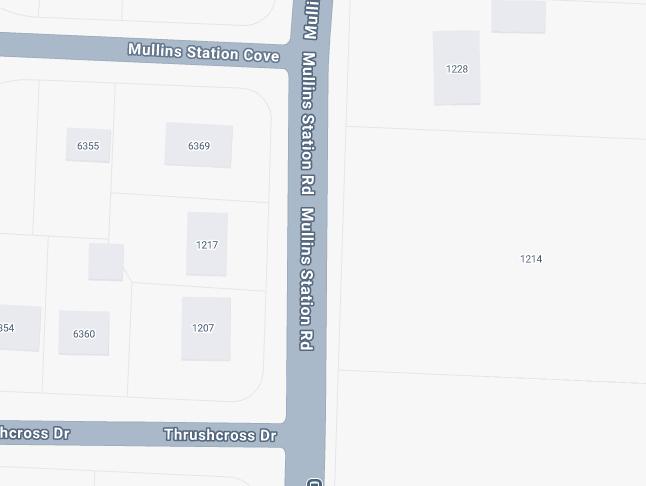 Mulli
Mullins Station Cove
Mullins Station Rd
1228
6355
6369
Mullins Station Rd
1217
1214
354
6360
1207
hcross Dr
Thrushcross Dr